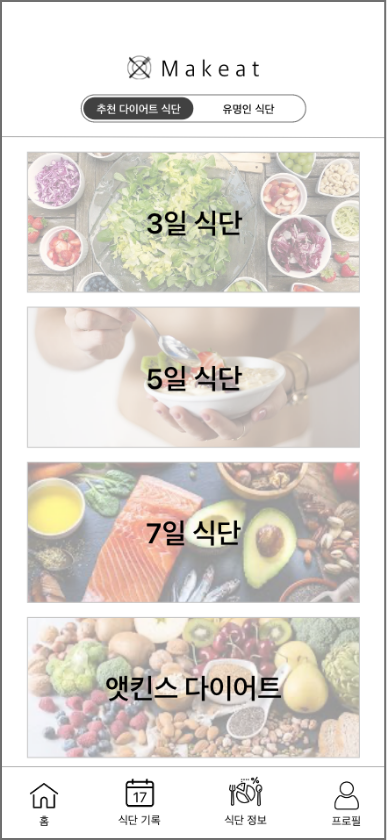 Makeat
추천 다이어트 식단 유명인 식단
3일 식단
5일 식단
7일 식단
앳킨스 다이어트
17
홈 식단 기록 식단 정보 프로필